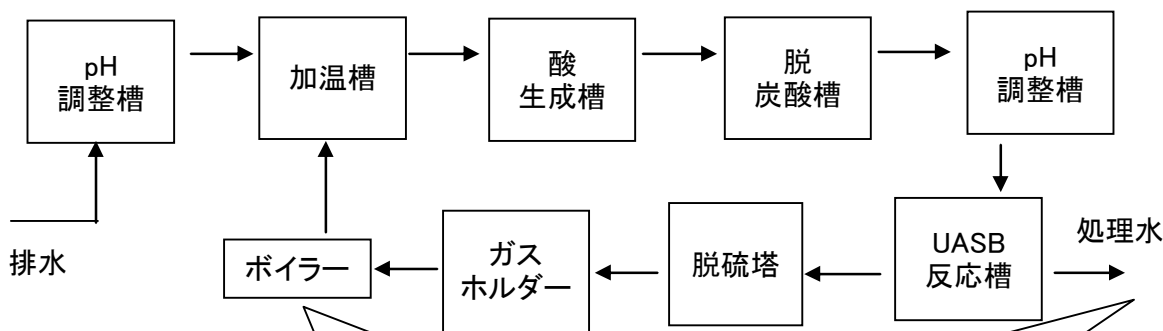 pH
調整槽
加温槽
酸
生成槽
脱
炭酸槽
pH
調整槽
排水
ボイラー
ガス
ホルダー
脱硫塔
UASB
反応槽
処理水